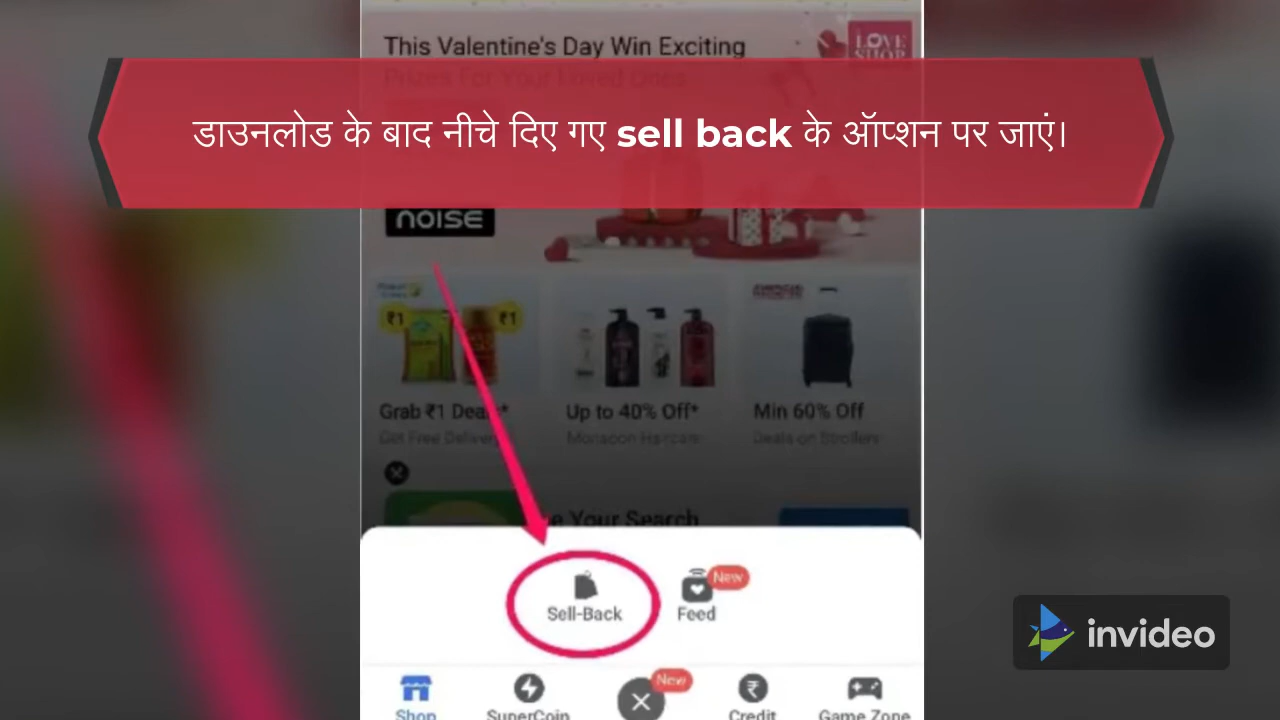 This Valentine's Day Win Exciting
LOVE
SHOP
Prizes For Your Loved Ones
डाउनलोड के बाद नीचे दिए गए sell back के ऑप्शन पर जाएं।
noise
₹1 ₹1
Grab ₹1 Deals*
Up to 40% Off*
Min 60% Off
Get Free Delivery
Monsoon Haircare
Deals on Strollers
Your Search
Sell-Back
New
Feed
invideo
New
Shop
SuperCoin
Credit
Game Zone